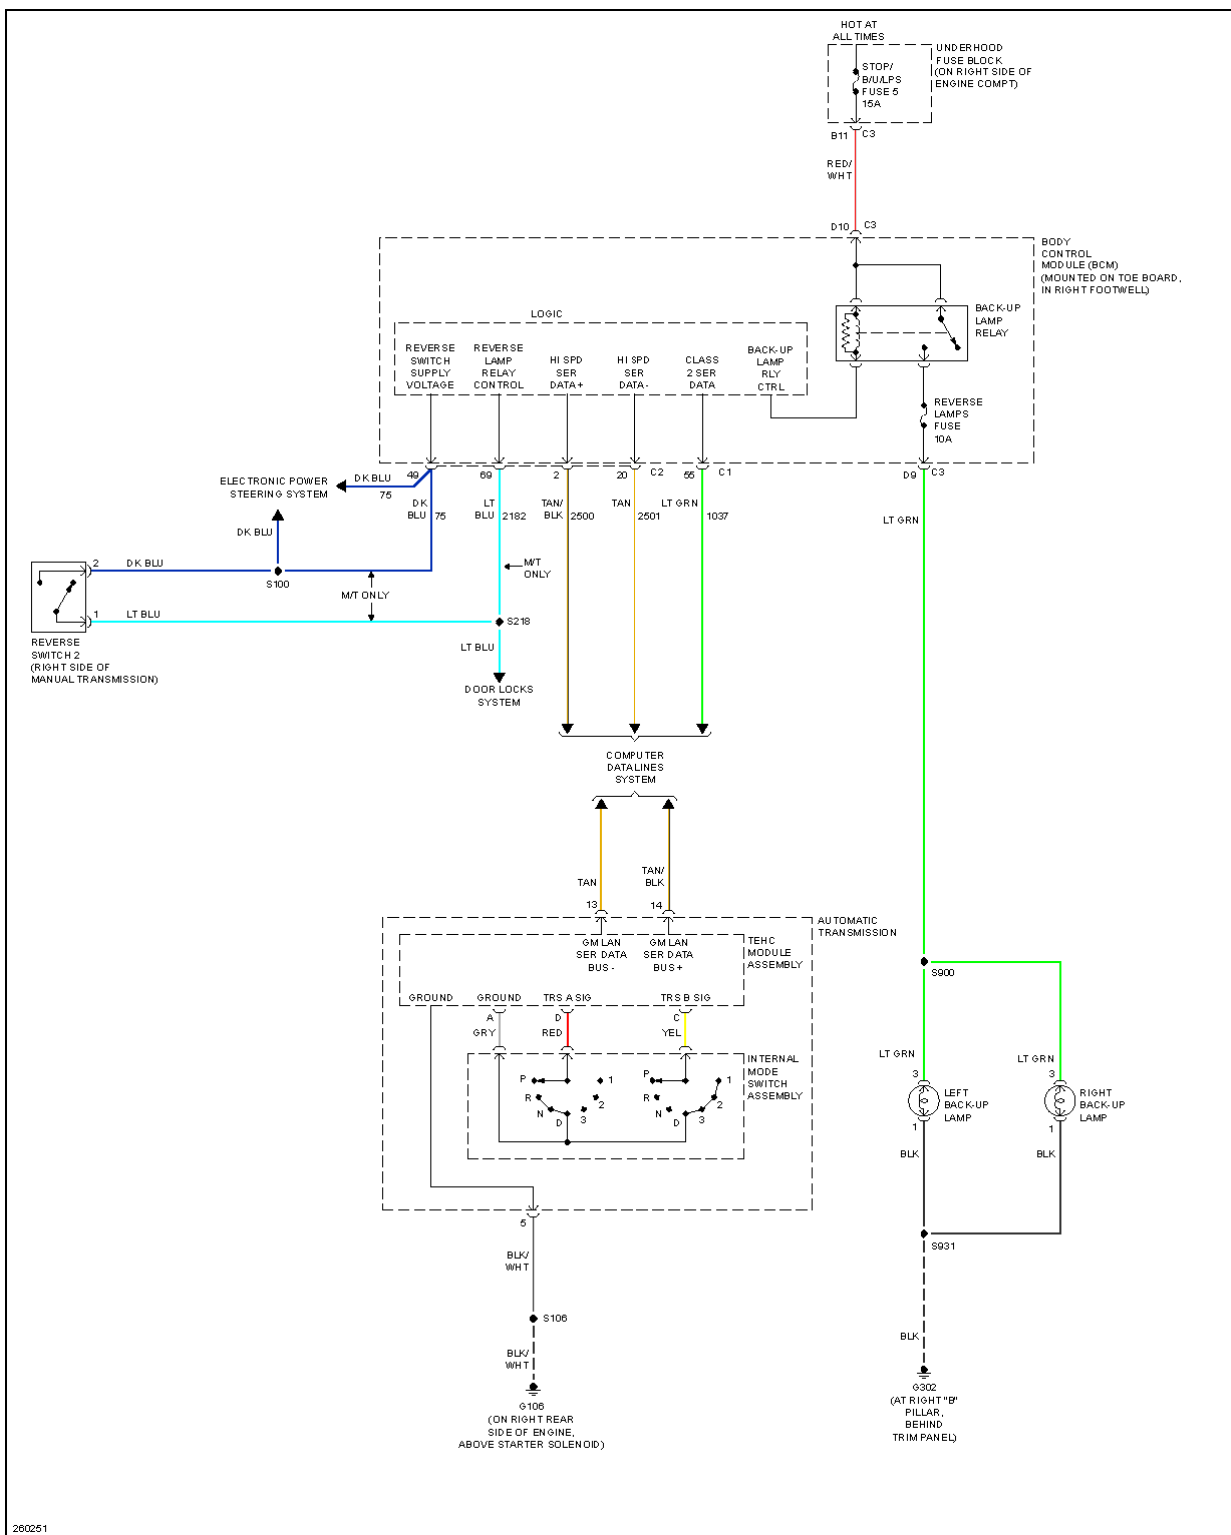 HOT AT
ALL TIMES
UNDERHOOD
FUSE BLOCK
(ON RIGHT SIDE OF
ENGINE COMPT)
STOP/
B/U/LPS
FUSE 5
15A
B11 C3
RED/
WHT
D10 C3
BODY
CONTROL
MODULE (BCM)
(MOUNTED ON TOE BOARD,
IN RIGHT FOOTWELL)
BACK-UP
LAMP
RELAY
LOGIC
REVERSE
SWITCH
SUPPLY
VOLTAGE
REVERSE
LAMP
RELAY
CONTROL
HI SPD
SER
DATA+
HI SPD
SER
DATA-
CLASS
2 SER
DATA
BACK-UP
LAMP
RLY
CTRL
REVERSE
LAMPS
FUSE
10A
49 69 2 20 C2 55 C1 D9 C3
ELECTRONIC POWER
STEERING SYSTEM
DK BLU
75
DK
BLU 75
LT
BLU 2182
TAN/
BLK 2500
TAN 2501
LT GRN 1037
LT GRN
DK BLU
2 DK BLU
S100
M/T
ONLY
M/T ONLY
1 LT BLU
S218
REVERSE
SWITCH 2
(RIGHT SIDE OF
MANUAL TRANSMISSION)
LT BLU
DOOR LOCKS
SYSTEM
COMPUTER
DATA LINES
SYSTEM
TAN
TAN/
BLK
13 14
AUTOMATIC
TRANSMISSION
GM LAN
SER DATA
BUS -
GM LAN
SER DATA
BUS +
TEHC
MODULE
ASSEMBLY
GROUND GROUND TRS A SIG TRS B SIG
A D C
GRY RED YEL
INTERNAL
MODE
SWITCH
ASSEMBLY
P 1
R 2
N 3
D
P 1
R 2
N 3
D
S900
LT GRN LT GRN
3 3
LEFT
BACK-UP
LAMP
RIGHT
BACK-UP
LAMP
1 1
BLK BLK
5
S931
BLK/
WHT
S106
BLK/
WHT
BLK
G106
(ON RIGHT REAR
SIDE OF ENGINE,
ABOVE STARTER SOLENOID)
G302
(AT RIGHT "B"
PILLAR,
BEHIND
TRIM PANEL)
260251